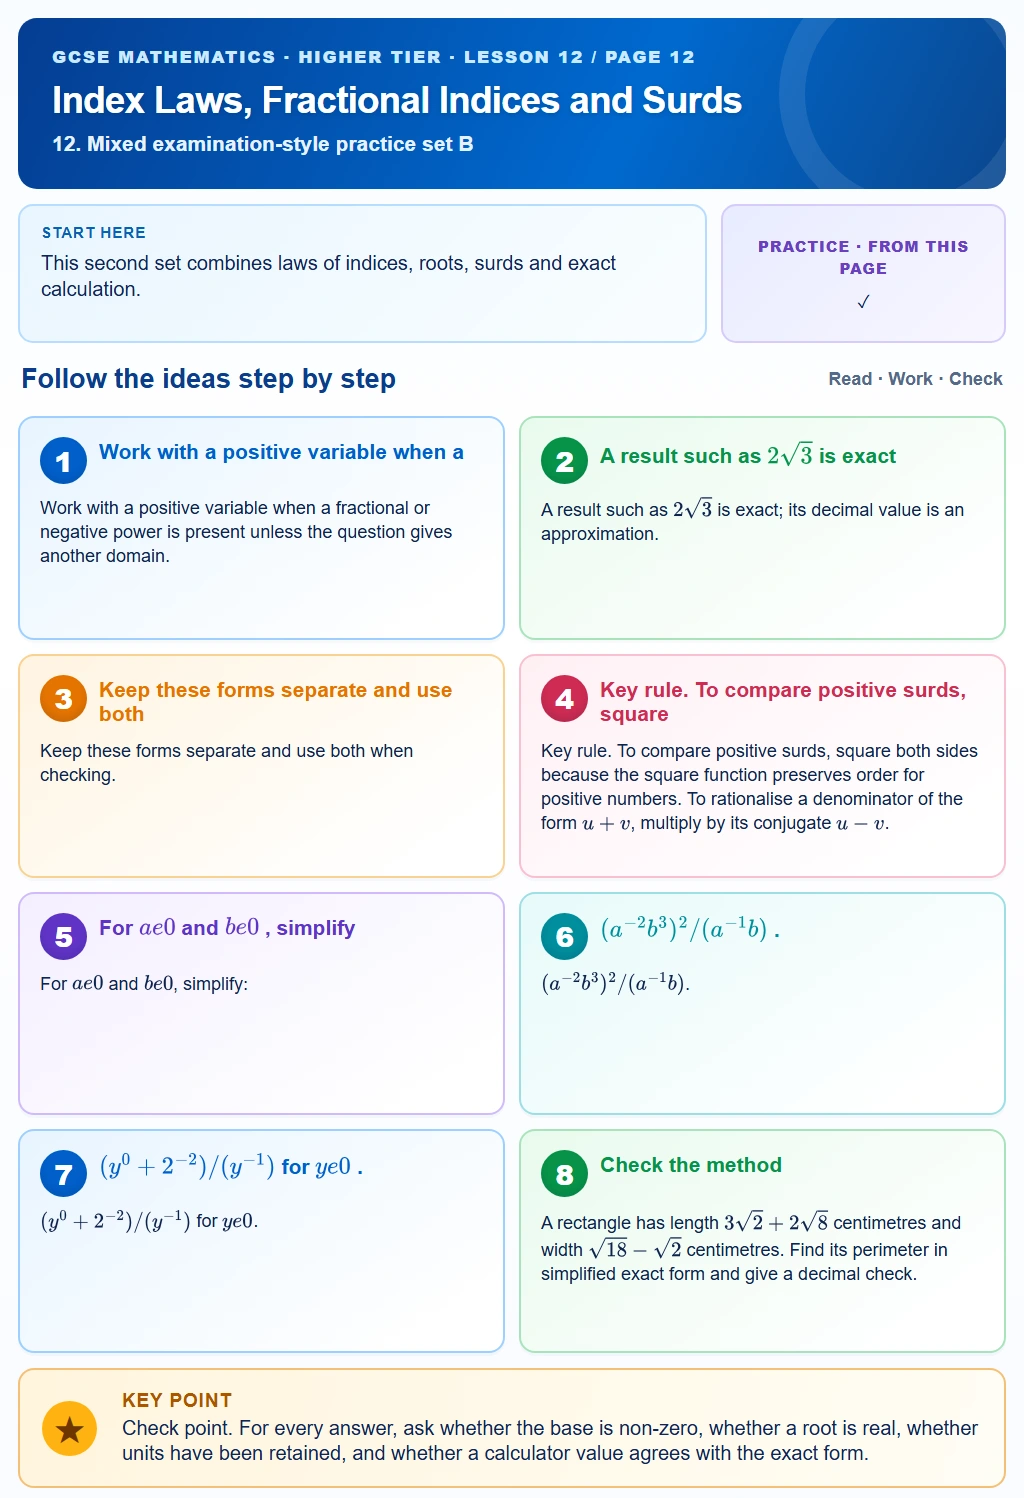 GCSE MATHEMATICS · HIGHER TIER · LESSON 12 / PAGE 12
Index Laws, Fractional Indices and Surds
12. Mixed examination-style practice set B
START HERE
This second set combines laws of indices, roots, surds and exact
calculation.
PRACTICE · FROM THIS
PAGE
✓
Follow the ideas step by step
Read · Work · Check
1
Work with a positive variable when a
Work with a positive variable when a fractional or
negative power is present unless the question gives
another domain.
2
A result such as 2√3 is exact
A result such as 2√3 is exact; its decimal value is an
approximation.
3
Keep these forms separate and use
both
Keep these forms separate and use both when
checking.
4
Key rule. To compare positive surds,
square
Key rule. To compare positive surds, square both sides
because the square function preserves order for
positive numbers. To rationalise a denominator of the
form u + v, multiply by its conjugate u − v.
5
For ae0 and be0 , simplify
For ae0 and be0, simplify:
6
(a⁻²b³)²/(a⁻¹b) .
(a⁻²b³)²/(a⁻¹b).
7
(y⁰ + 2⁻²)/(y⁻¹) for ye0 .
(y⁰ + 2⁻²)/(y⁻¹) for ye0.
8
Check the method
A rectangle has length 3√2 + 2√8 centimetres and
width √18 − √2 centimetres. Find its perimeter in
simplified exact form and give a decimal check.
★
KEY POINT
Check point. For every answer, ask whether the base is non-zero, whether a root is real, whether
units have been retained, and whether a calculator value agrees with the exact form.